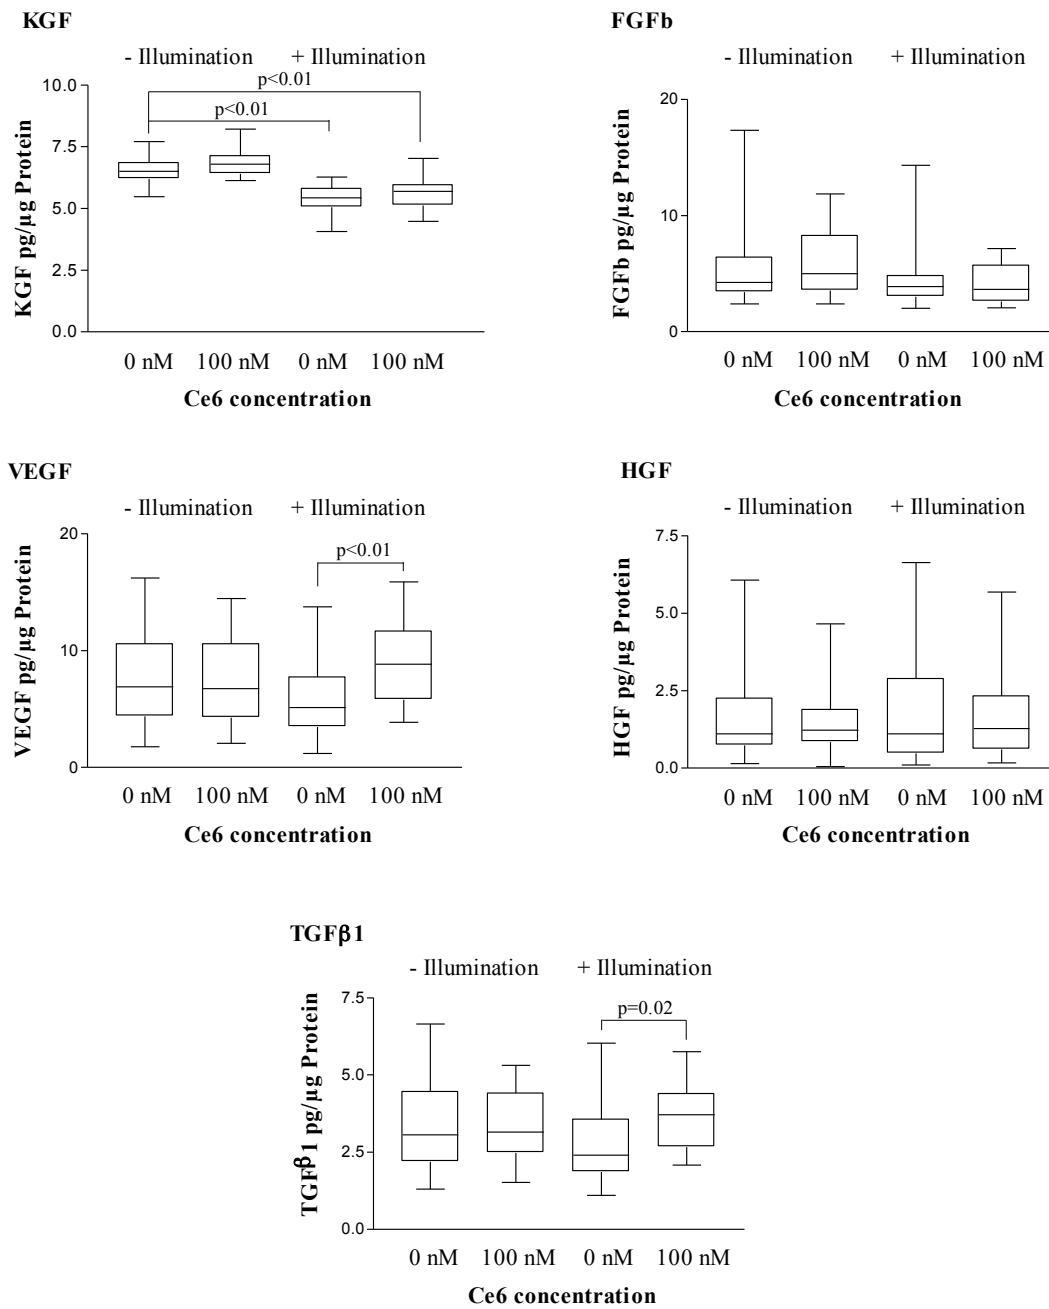 KGF
- Illumination + Illumination
p<0.01
p<0.01
KGF pg/µg Protein
10.0
7.5
5.0
2.5
0.0
0 nM 100 nM 0 nM 100 nM
Ce6 concentration
FGFb
- Illumination + Illumination
FGFb pg/µg Protein
20
10
0
0 nM 100 nM 0 nM 100 nM
Ce6 concentration
VEGF
- Illumination + Illumination
p<0.01
VEGF pg/µg Protein
20
10
0
0 nM 100 nM 0 nM 100 nM
Ce6 concentration
HGF
- Illumination + Illumination
HGF pg/µg Protein
7.5
5.0
2.5
0.0
0 nM 100 nM 0 nM 100 nM
Ce6 concentration
TGFβ1
- Illumination + Illumination
p=0.02
TGFβ1 pg/µg Protein
7.5
5.0
2.5
0.0
0 nM 100 nM 0 nM 100 nM
Ce6 concentration